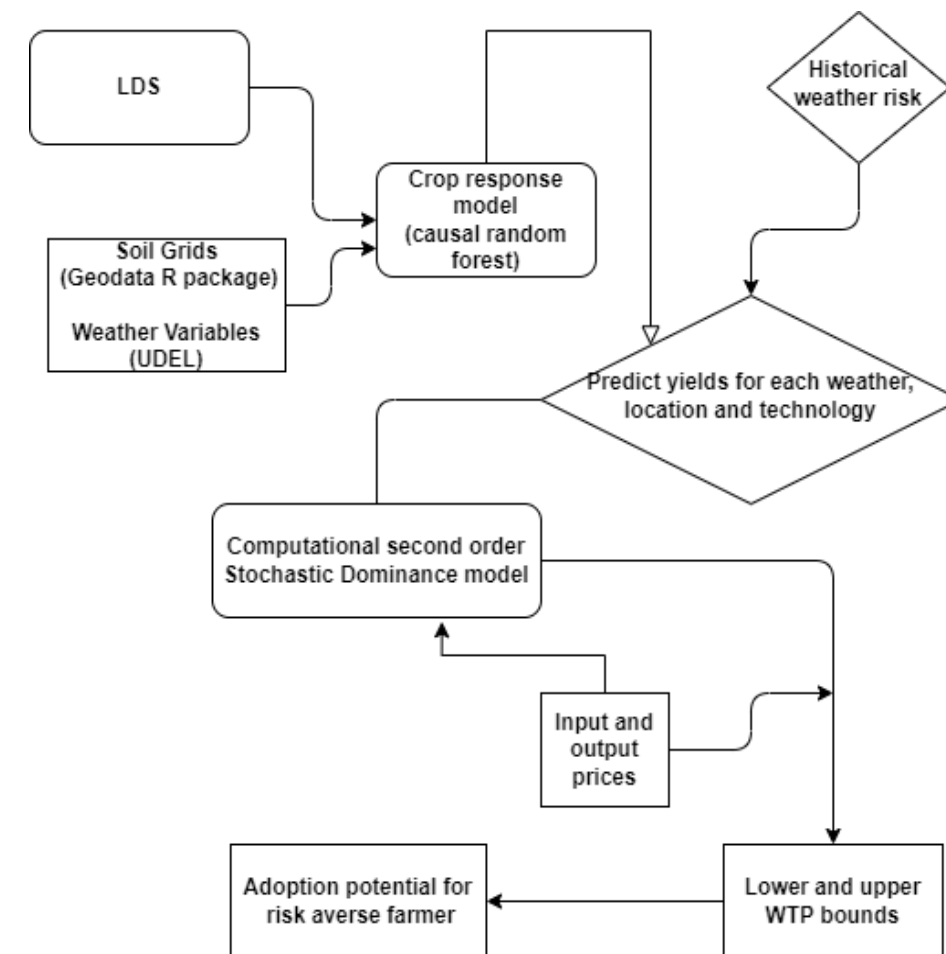 LDS
Historical
weather risk
Crop response
model
(causal random
forest)
Soil Grids
(Geodata R package)
Weather Variables
(UDEL)
Predict yields for each weather,
location and technology
Computational second order
Stochastic Dominance model
Input and
output
prices
Adoption potential for
risk averse farmer
Lower and upper
WTP bounds